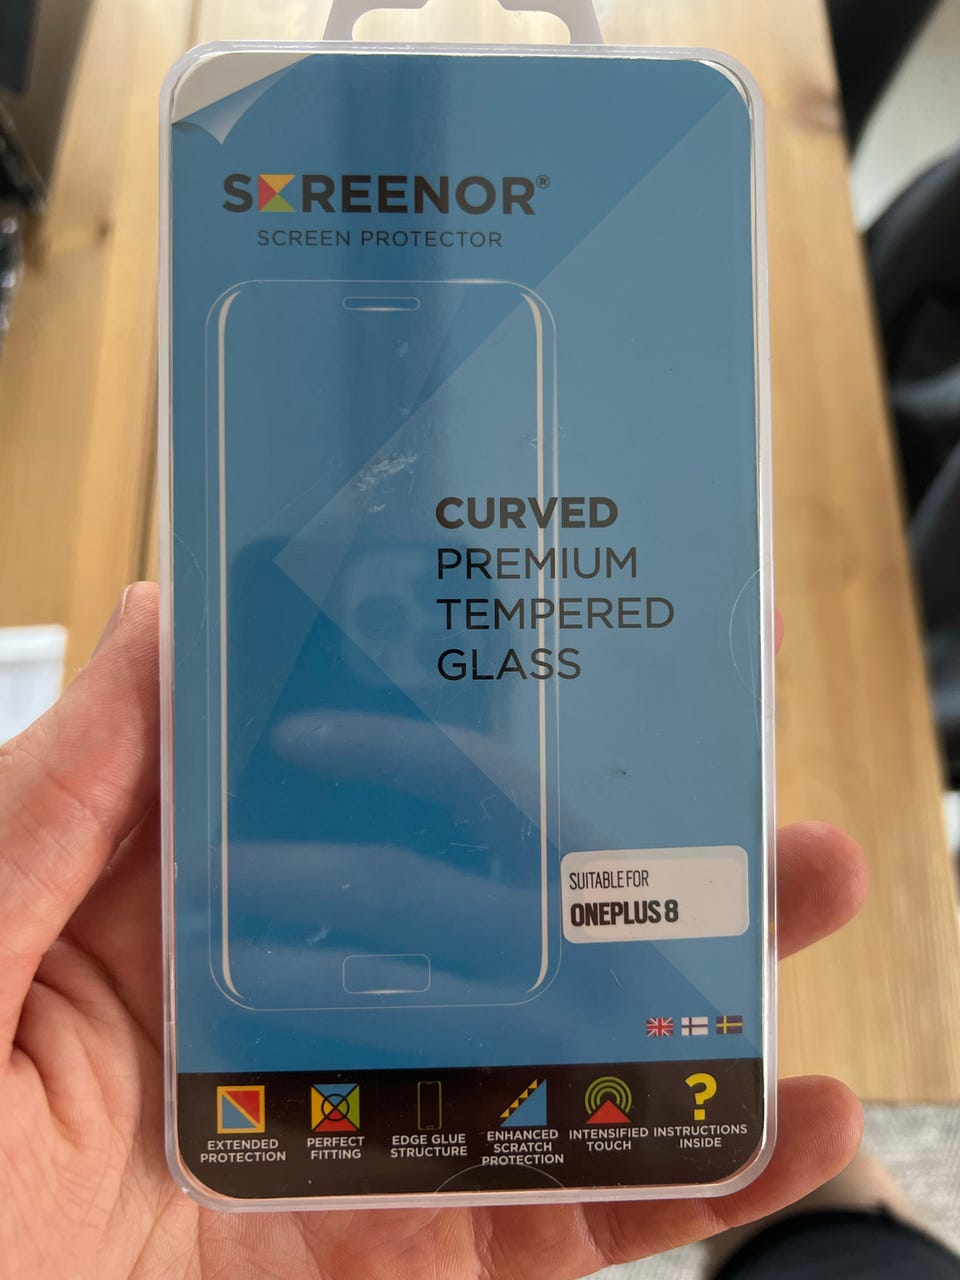 SKREENOR®
SCREEN PROTECTOR
CURVED
PREMIUM
TEMPERED
GLASS
SUITABLE FOR
ONEPLUS 8
EXTENDED
PROTECTION
PERFECT
FITTING
EDGE GLUE
STRUCTURE
ENHANCED
SCRATCH
PROTECTION
INTENSIFIED
TOUCH
?
INSTRUCTIONS
INSIDE